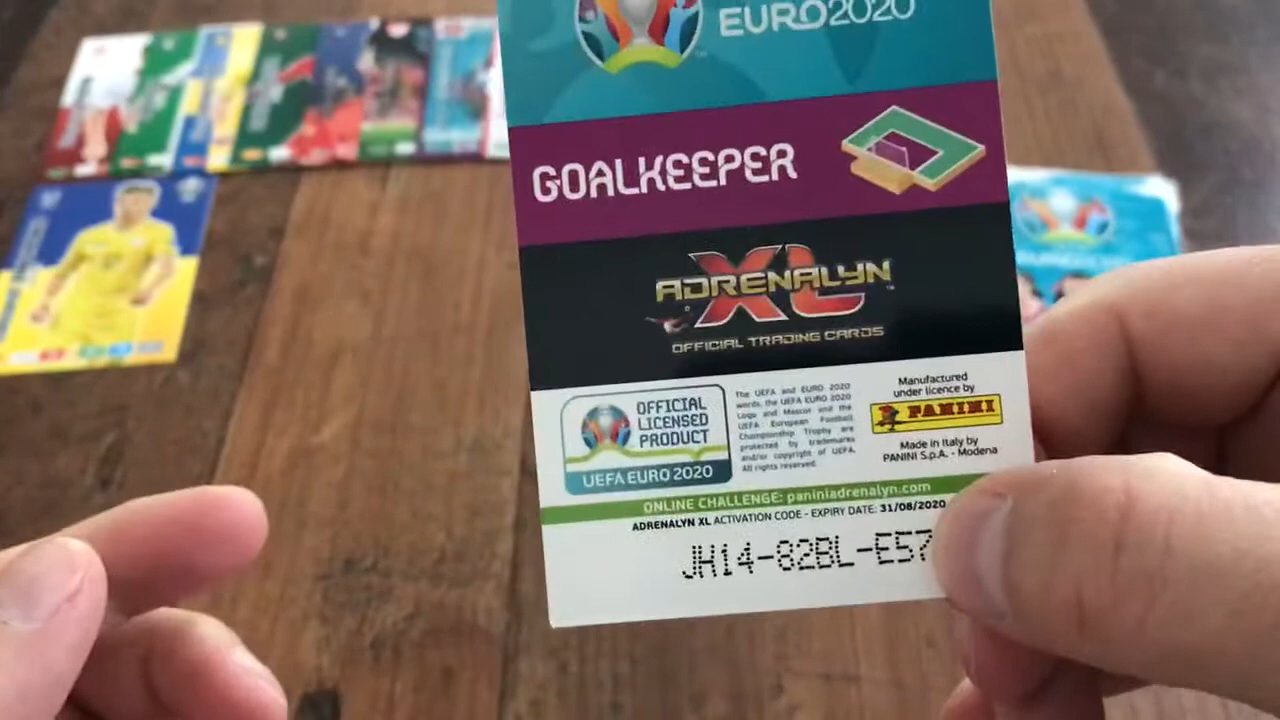 EURO2020
GOALKEEPER
XL
ADRENALYN
OFFICIAL TRADING CARDS
OFFICIAL
LICENSED
PRODUCT
UEFA EURO 2020
The UEFA and EURO 2020
words, the UEFA EURO 2020
Logo and Mascot and the
UEFA European Football
Championship Trophy are
protected by trademarks
and/or copyright of UEFA.
All rights reserved.
Manufactured
under licence by
PANINI
Made in Italy by
PANINI S.p.A. - Modena
ONLINE CHALLENGE: paniniadrenalyn.com
ADRENALYN XL ACTIVATION CODE - EXPIRY DATE: 31/08/2020
JH14-82BL-E57